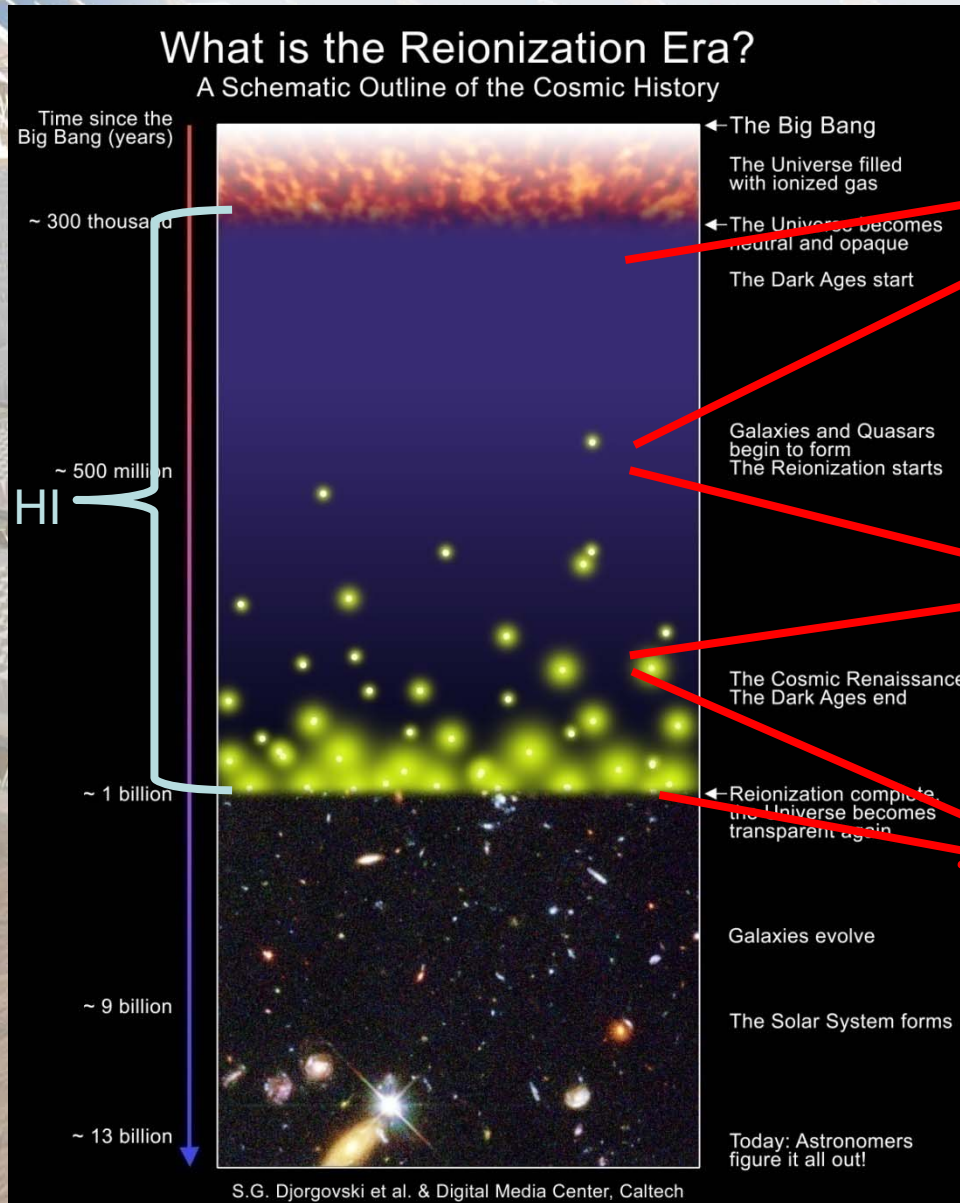 What is the Reionization Era?
A Schematic Outline of the Cosmic History
Time since the
Big Bang (years)
~ 300 thousand
~ 500 million
HI
~ 1 billion
~ 9 billion
~ 13 billion
The Big Bang
The Universe filled
with ionized gas
The Universe becomes
neutral and opaque
The Dark Ages start
Galaxies and Quasars
begin to form
The Reionization starts
The Cosmic Renaissance
The Dark Ages end
Reionization complete,
the Universe becomes
transparent again
Galaxies evolve
The Solar System forms
Today: Astronomers
figure it all out!
S.G. Djorgovski et al. & Digital Media Center, Caltech